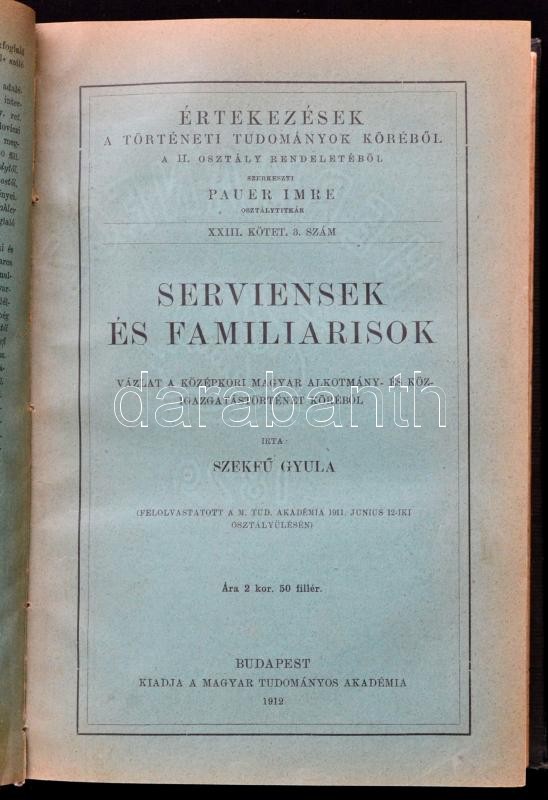 ÉRTEKEZÉSEK
A TÖRTÉNETI TUDOMÁNYOK KÖRÉBŐL
A II. OSZTÁLY RENDELETÉBŐL
SZERKESZTI
PAUER IMRE
OSZTÁLYTITKÁR
XXIII. KÖTET. 3. SZÁM
SERVIENSEK
ÉS FAMILIARISOK
VÁZLAT A KÖZÉPKORI MAGYAR ALKOTMÁNY- ÉS KÖZ-
IGAZGATÁSTÖRTÉNET KÖRÉBŐL
darabanth
IRTA:
SZEKFŰ GYULA
(FELOLVASTATOTT A M. TUD. AKADÉMIA 1911. JUNIUS 12-IKI
OSZTÁLYÜLÉSÉN)
Ára 2 kor. 50 fillér.
BUDAPEST
KIADJA A MAGYAR TUDOMÁNYOS AKADÉMIA
1912